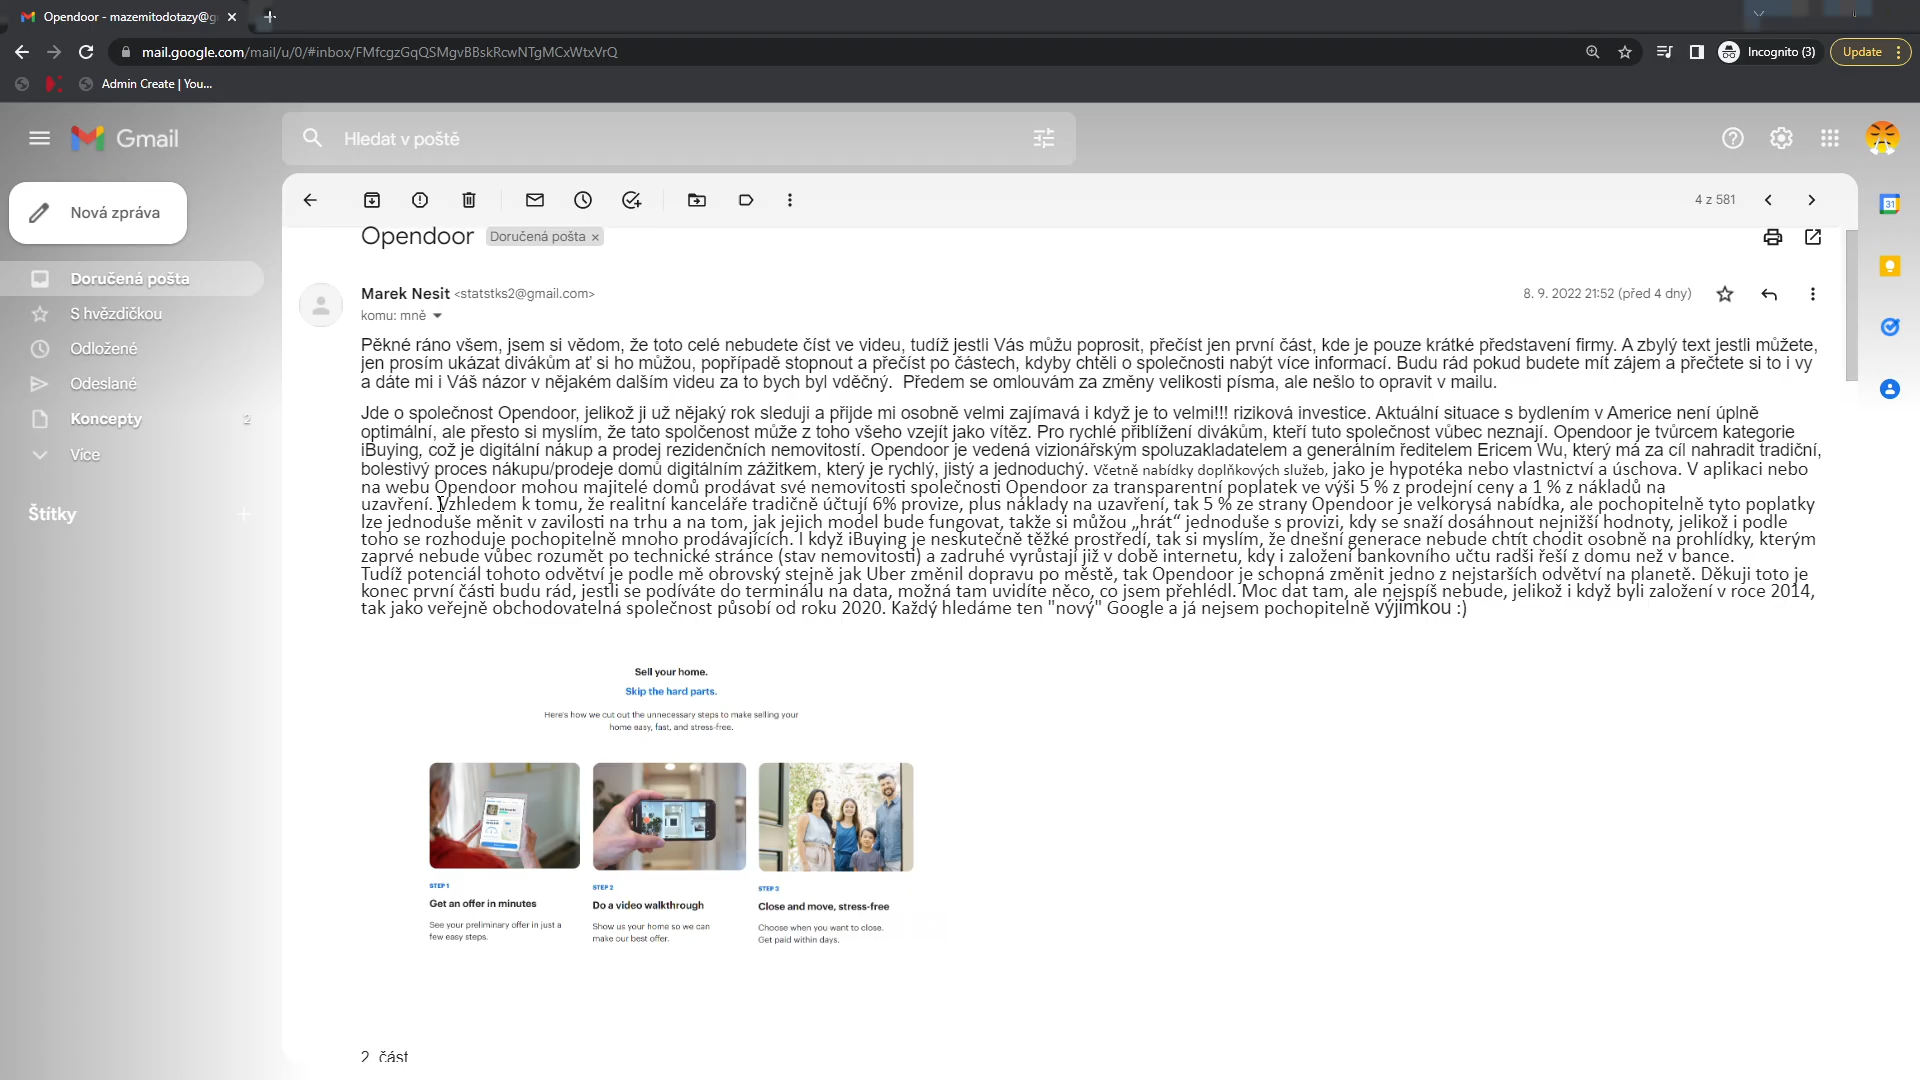 Opendoor - mazemitodotazy@g
mail.google.com/mail/u/0/#inbox/FMfcgzGqQSMgvBBskRcwNTgMCxWtxVrQ
Incognito (3)
Update
Admin Create | You...
Gmail
Hledat v poště
Nová zpráva
4 z 581
Opendoor
Doručená pošta ×
Doručená pošta
S hvězdičkou
Odložené
Odeslané
Koncepty
2
Více
Štítky
Marek Nesit <statstks2@gmail.com>
8. 9. 2022 21:52 (před 4 dny)
komu: mně
Pěkné ráno všem, jsem si vědom, že toto celé nebudete číst ve videu, tudíž jestli Vás můžu poprosit, přečíst jen první část, kde je pouze krátké představení firmy. A zbylý text jestli můžete,
jen prosím ukázat divákům ať si ho můžou, popřípadě stopnout a přečíst po částech, kdyby chtěli o společnosti nabýt více informací. Budu rád pokud budete mít zájem a přečtete si to i vy
a dáte mi i Váš názor v nějakém dalším videu za to bych byl vděčný.  Předem se omlouvám za změny velikosti písma, ale nešlo to opravit v mailu.
Jde o společnost Opendoor, jelikož ji už nějaký rok sleduji a přijde mi osobně velmi zajímavá i když je to velmi!!! riziková investice. Aktuální situace s bydlením v Americe není úplně
optimální, ale přesto si myslím, že tato spolčenost může z toho všeho vzejít jako vítěz. Pro rychlé přiblížení divákům, kteří tuto společnost vůbec neznají. Opendoor je tvůrcem kategorie
iBuying, což je digitální nákup a prodej rezidenčních nemovitostí. Opendoor je vedená vizionářským spoluzakladatelem a generálním ředitelem Ericem Wu, který má za cíl nahradit tradiční,
bolestivý proces nákupu/prodeje domů digitálním zážitkem, který je rychlý, jistý a jednoduchý. Včetně nabídky doplňkových služeb, jako je hypotéka nebo vlastnictví a úschova. V aplikaci nebo
na webu Opendoor mohou majitelé domů prodávat své nemovitosti společnosti Opendoor za transparentní poplatek ve výši 5 % z prodejní ceny a 1 % z nákladů na
uzavření. Vzhledem k tomu, že realitní kanceláře tradičně účtují 6% provize, plus náklady na uzavření, tak 5 % ze strany Opendoor je velkorysá nabídka, ale pochopitelně tyto poplatky
lze jednoduše měnit v zavilosti na trhu a na tom, jak jejich model bude fungovat, takže si můžou „hrát“ jednoduše s provizi, kdy se snaží dosáhnout nejnižší hodnoty, jelikož i podle
toho se rozhoduje pochopitelně mnoho prodávajících. I když iBuying je neskutečně těžké prostředí, tak si myslím, že dnešní generace nebude chtít chodit osobně na prohlídky, kterým
zaprvé nebude vůbec rozumět po technické stránce (stav nemovitosti) a zadruhé vyrůstají již v době internetu, kdy i založení bankovního učtu radši řeší z domu než v bance.
Tudíž potenciál tohoto odvětví je podle mě obrovský stejně jak Uber změnil dopravu po městě, tak Opendoor je schopná změnit jedno z nejstarších odvětví na planetě. Děkuji toto je
konec první části budu rád, jestli se podíváte do terminálu na data, možná tam uvidíte něco, co jsem přehlédl. Moc dat tam, ale nejspíš nebude, jelikož i když byli založení v roce 2014,
tak jako veřejně obchodovatelná společnost působí od roku 2020. Každý hledáme ten "nový" Google a já nejsem pochopitelně výjimkou :)
Sell your home.
Skip the hard parts.
Here's how we cut out the unnecessary steps to make selling your
home easy, fast, and stress-free.
STEP 1
Get an offer in minutes
See your preliminary offer in just a
few easy steps.
STEP 2
Do a video walkthrough
Show us your home so we can
make our best offer.
STEP 3
Close and move, stress-free
Choose when you want to close.
Get paid within days.
2. část